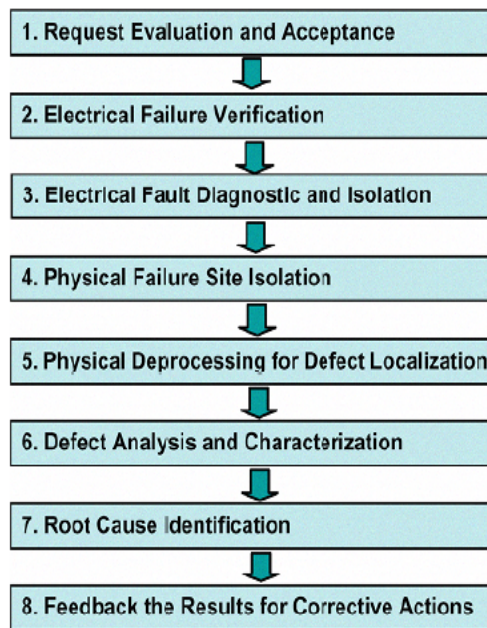 1. Request Evaluation and Acceptance
2. Electrical Failure Verification
3. Electrical Fault Diagnostic and Isolation
4. Physical Failure Site Isolation
5. Physical Deprocessing for Defect Localization
6. Defect Analysis and Characterization
7. Root Cause Identification
8. Feedback the Results for Corrective Actions